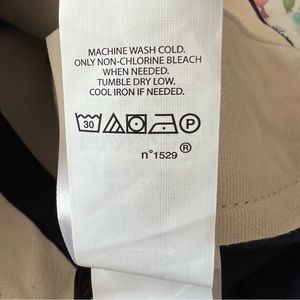 MACHINE WASH COLD.
ONLY NON-CHLORINE BLEACH
WHEN NEEDED.
TUMBLE DRY LOW.
COOL IRON IF NEEDED.
30 P
n°1529 ®